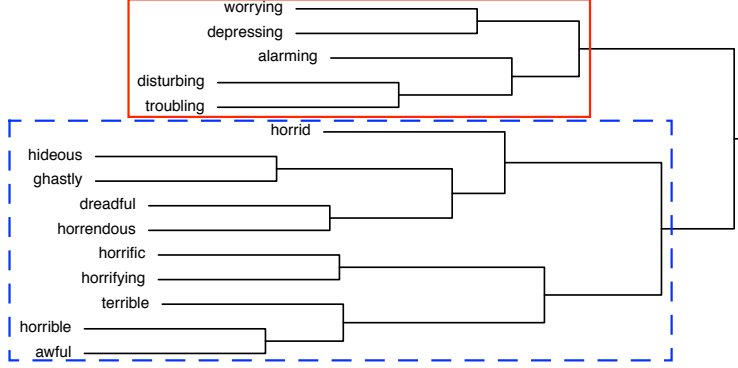 worrying
depressing
alarming
disturbing
troubling
horrid
hideous
ghastly
dreadful
horrendous
horrific
horrifying
terrible
horrible
awful